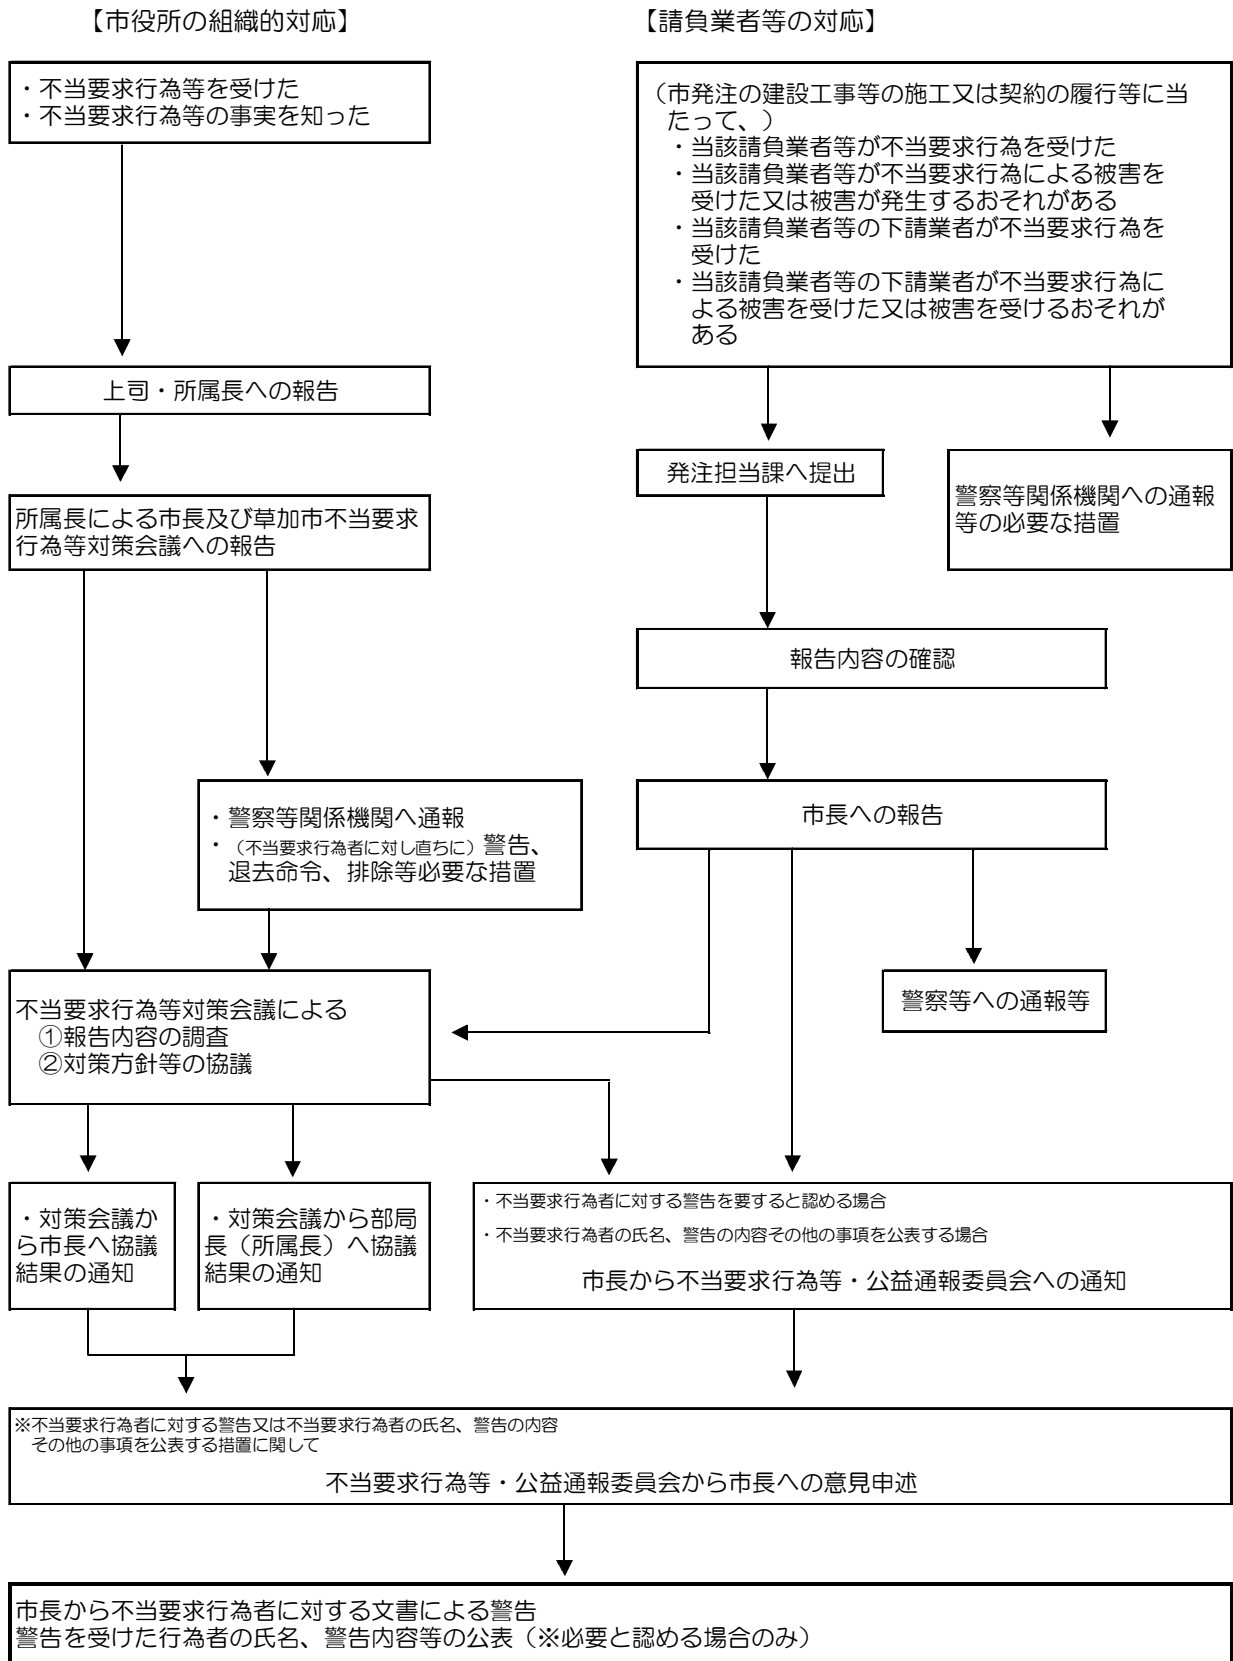 【市役所の組織的対応】
【請負業者等の対応】
・不当要求行為等を受けた
・不当要求行為等の事実を知った
（市発注の建設工事等の施工又は契約の履行等に当
たって、）
・当該請負業者等が不当要求行為を受けた
・当該請負業者等が不当要求行為による被害を
受けた又は被害が発生するおそれがある
・当該請負業者等の下請業者が不当要求行為を
受けた
・当該請負業者等の下請業者が不当要求行為に
よる被害を受けた又は被害を受けるおそれが
ある
上司・所属長への報告
発注担当課へ提出
警察等関係機関への通報
等の必要な措置
所属長による市長及び草加市不当要求
行為等対策会議への報告
報告内容の確認
・警察等関係機関へ通報
・（不当要求行為者に対し直ちに）警告、
退去命令、排除等必要な措置
市長への報告
不当要求行為等対策会議による
①報告内容の調査
②対策方針等の協議
警察等への通報等
・対策会議か
ら市長へ協議
結果の通知
・対策会議から部局
長（所属長）へ協議
結果の通知
・不当要求行為者に対する警告を要すると認める場合
・不当要求行為者の氏名、警告の内容その他の事項を公表する場合
市長から不当要求行為等・公益通報委員会への通知
※不当要求行為者に対する警告又は不当要求行為者の氏名、警告の内容
その他の事項を公表する措置に関して
不当要求行為等・公益通報委員会から市長への意見申述
市長から不当要求行為者に対する文書による警告
警告を受けた行為者の氏名、警告内容等の公表（※必要と認める場合のみ）